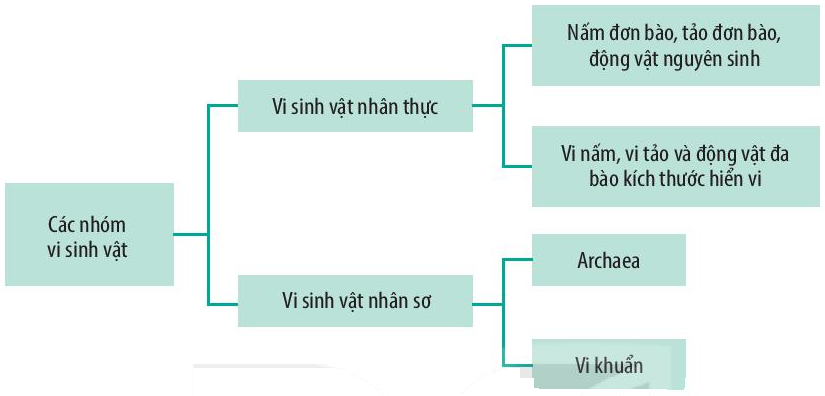 Các nhóm
vi sinh vật
Vi sinh vật nhân thực
Nấm đơn bào, tảo đơn bào,
động vật nguyên sinh
Vi nấm, vi tảo và động vật đa
bào kích thước hiển vi
Vi sinh vật nhân sơ
Archaea
Vi khuẩn